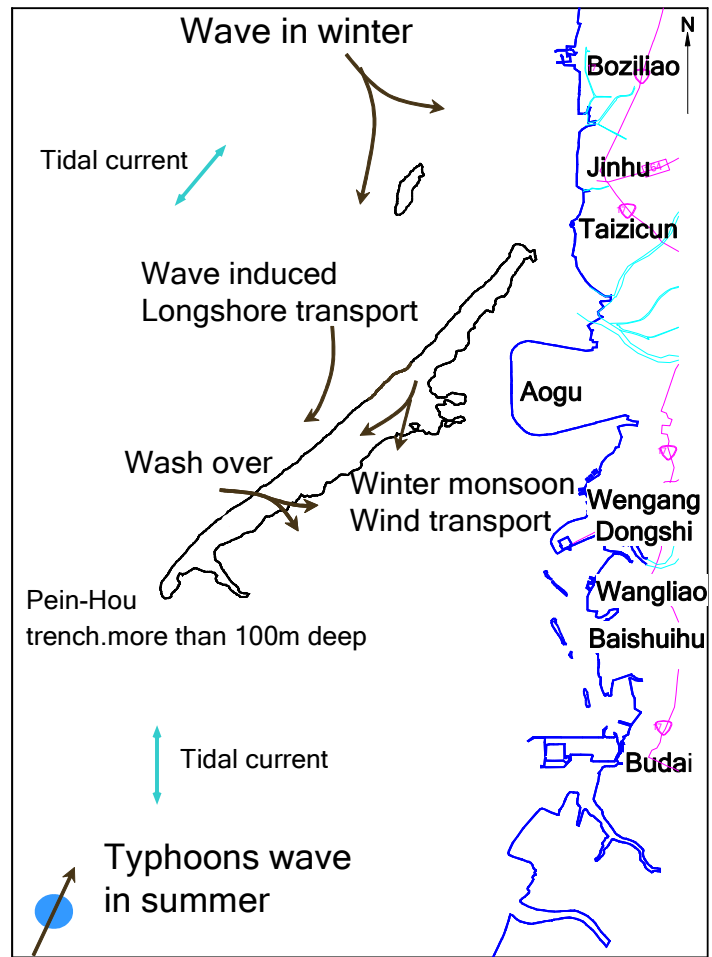 Wave in winter
N
Boziliao
Tidal current
Jinhu
Taizicun
Wave induced
Longshore transport
Aogu
Wash over
Winter monsoon
Wind transport
Wengang
Dongshi
Pein-Hou
trench.more than 100m deep
Wangliao
Baishuihu
Tidal current
Budai
Typhoons wave
in summer